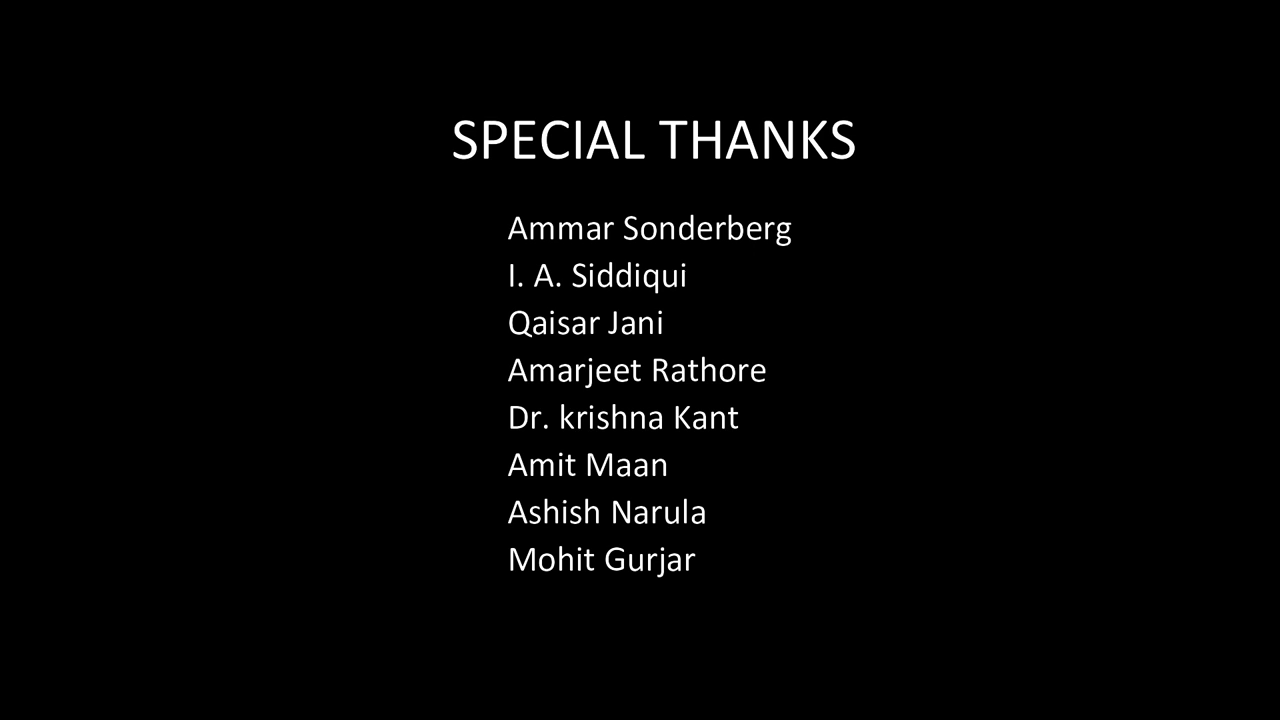 SPECIAL THANKS
Ammar Sonderberg
I. A. Siddiqui
Qaisar Jani
Amarjeet Rathore
Dr. krishna Kant
Amit Maan
Ashish Narula
Mohit Gurjar